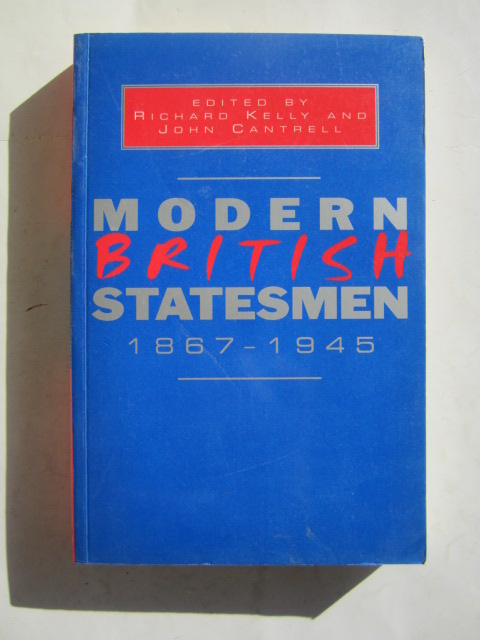 EDITED BY
RICHARD KELLY AND
JOHN CANTRELL
MODERN
BRITISH
STATESMEN
1867-1945